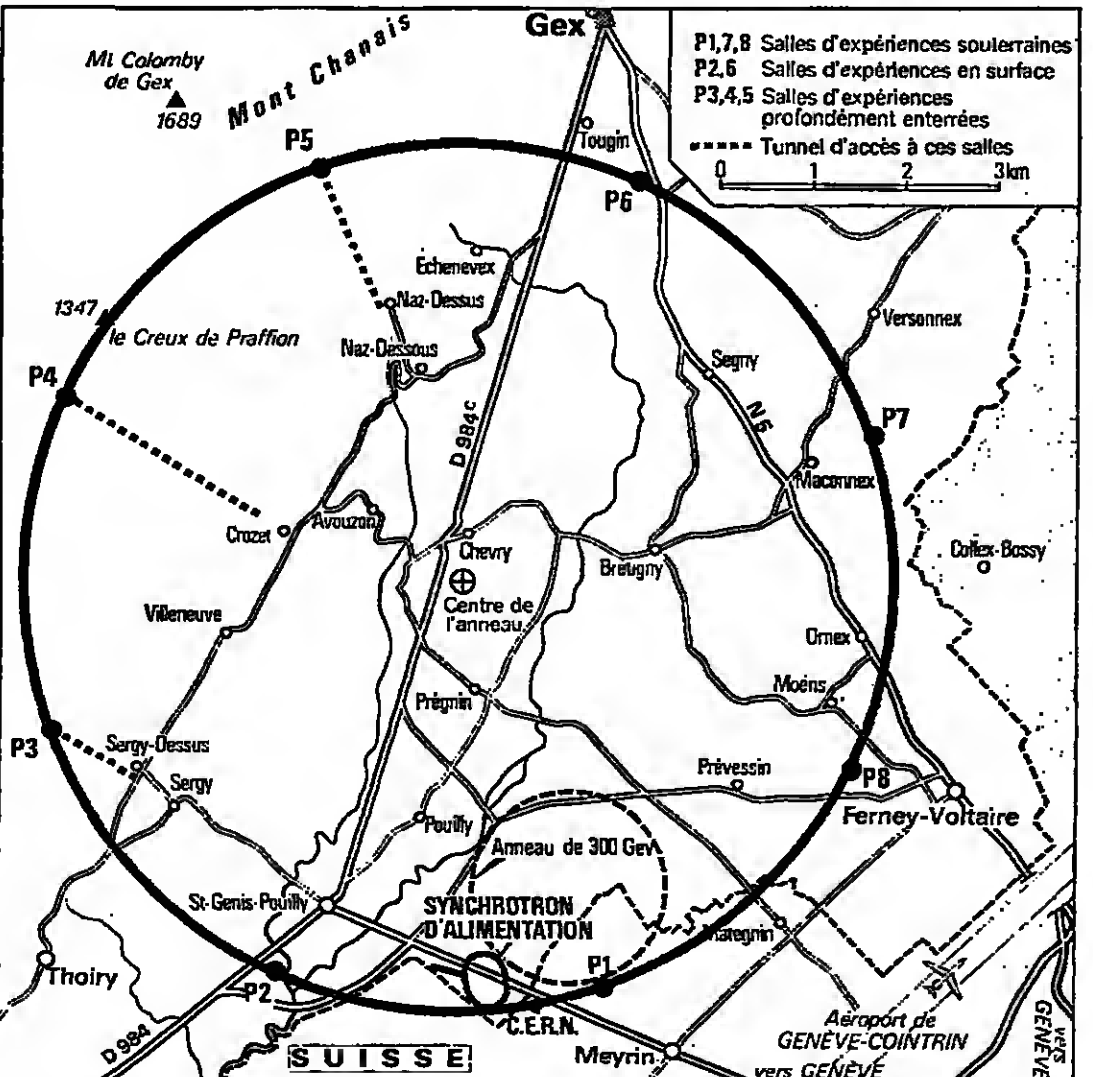 Gex
P1,7,8 Salles d'expériences souterraines
P2,6 Salles d'expériences en surface
P3,4,5 Salles d'expériences
profondément enterrées
Tunnel d'accès à ces salles
0 1 2 3km
Mt Colomby
de Gex
1689
Mont Chanais
P5
Tougin
P6
Échenevex
Naz-Dessus
1347
le Creux de Praffion
Naz-Dessous
Versonnex
Segny
P4
D 984c
N5
P7
Maconnex
Crozet
Avouzon
Chevry
Bretigny
Collex-Bossy
Centre de
l'anneau
Villeneuve
Ornex
Prégnin
Moëns
P3
Sergy-Dessus
Sergy
Prévessin
P8
Ferney-Voltaire
Pouilly
Anneau de 300 GeV
St-Genis-Pouilly
SYNCHROTRON
D'ALIMENTATION
Mategnin
Thoiry
P2
P1
C.E.R.N.
D 984
SUISSE
Meyrin
Aéroport de
GENÈVE-COINTRIN
vers GENÈVE
vers
GENÈVE